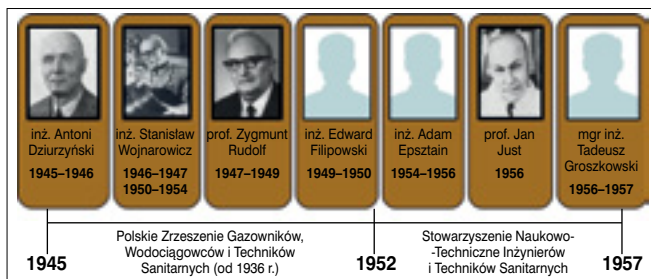 inż. Antoni
Dziurzyński
1945–1946
inż. Stanisław
Wojnarowicz
1946–1947
1950–1954
prof. Zygmunt
Rudolf
1947–1949
inż. Edward
Filipowski
1949–1950
inż. Adam
Epsztain
1954–1956
prof. Jan
Just
1956
mgr inż.
Tadeusz
Groszkowski
1956–1957
1945
Polskie Zrzeszenie Gazowników,
Wodociągowców i Techników
Sanitarnych (od 1936 r.)
1952
Stowarzyszenie Naukowo-
-Techniczne Inżynierów
i Techników Sanitarnych
1957